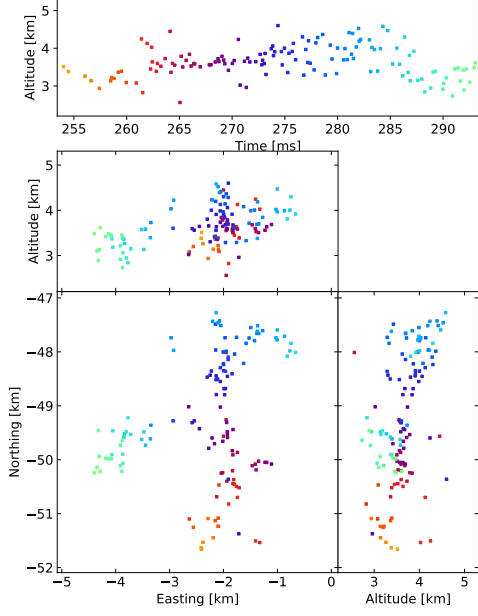 5
4
3
Altitude [km]
255 260 265 270 275 280 285 290
Time [ms]
5
4
3
Altitude [km]
−47
−48
−49
−50
−51
−52
Northing [km]
−5 −4 −3 −2 −1 0
Easting [km]
3 4 5
Altitude [km]